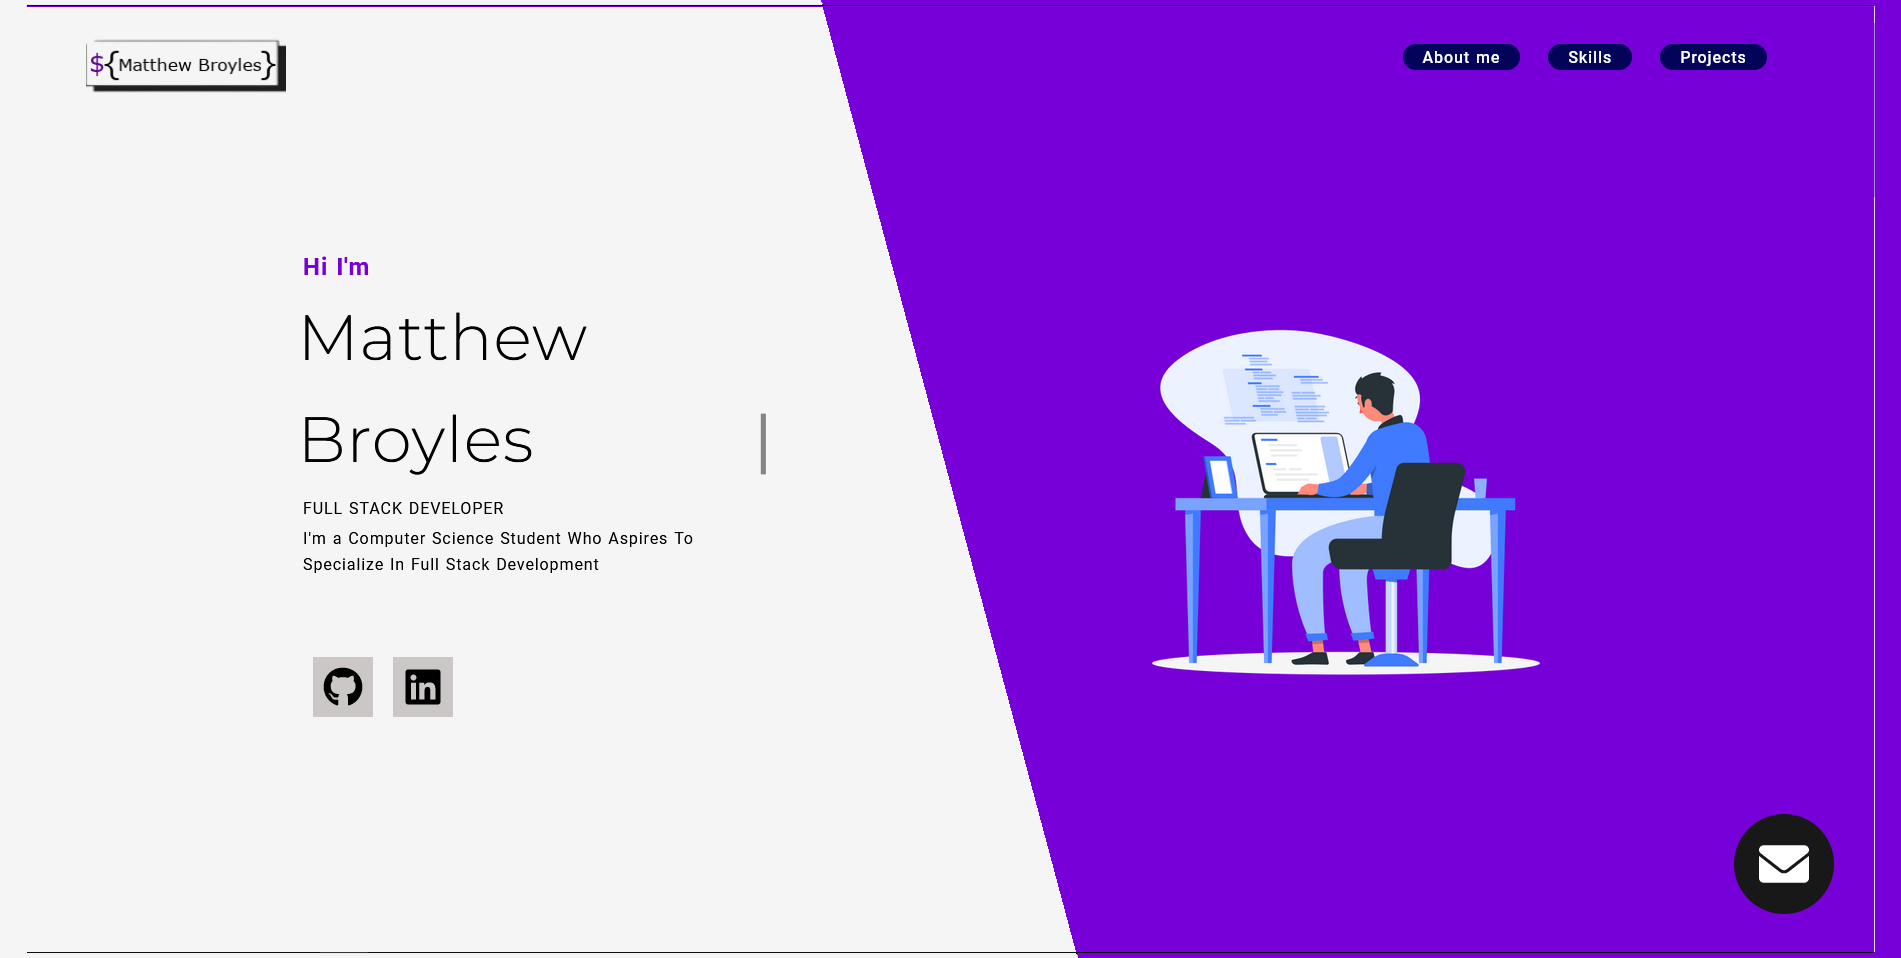 ${Matthew Broyles}
About me
Skills
Projects
Hi I'm
Matthew
Broyles
FULL STACK DEVELOPER
I'm a Computer Science Student Who Aspires To
Specialize In Full Stack Development
in